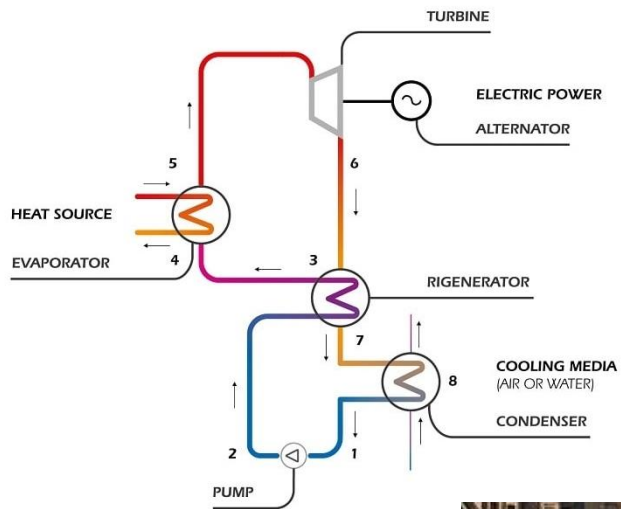 TURBINE
ELECTRIC POWER
ALTERNATOR
5
6
HEAT SOURCE
EVAPORATOR
4
3
RIGENERATOR
7
COOLING MEDIA
(AIR OR WATER)
8
CONDENSER
2
1
PUMP